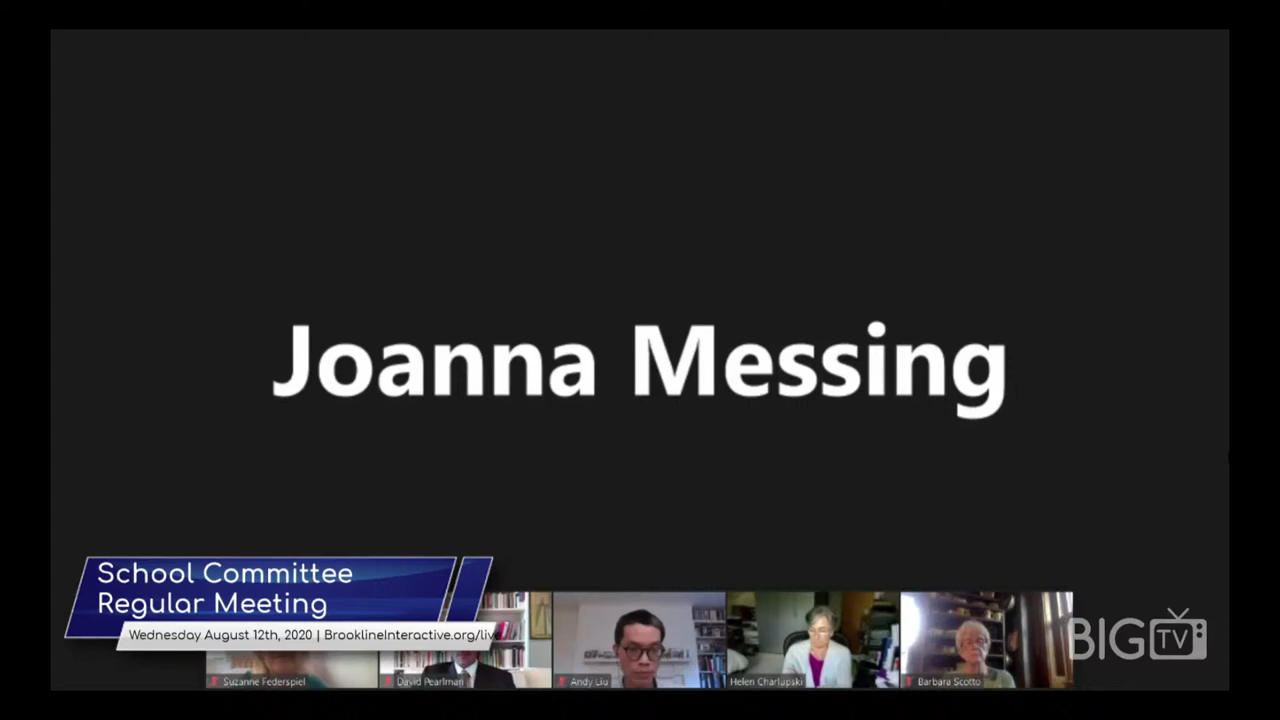 Joanna Messing
School Committee
Regular Meeting
Wednesday August 12th, 2020 | BrooklineInteractive.org/live
BIG TV
Suzanne Federspiel
David Pearlman
Andy Liu
Helen Charlupski
Barbara Scotto